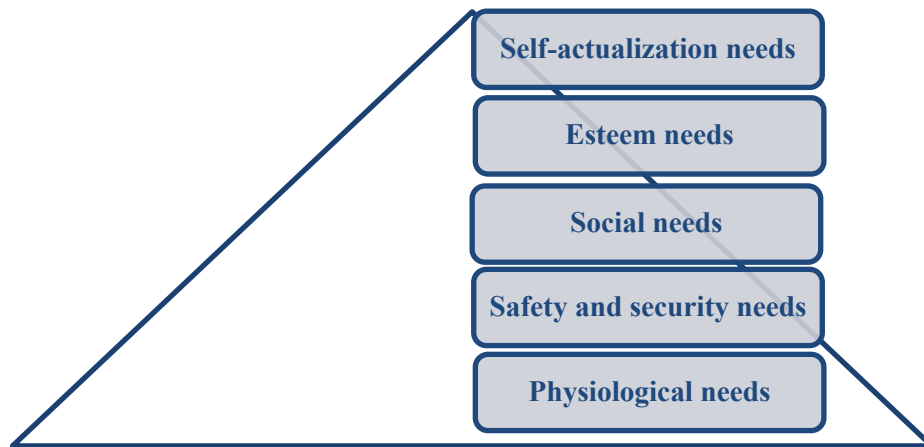 Self-actualization needs
Esteem needs
Social needs
Safety and security needs
Physiological needs